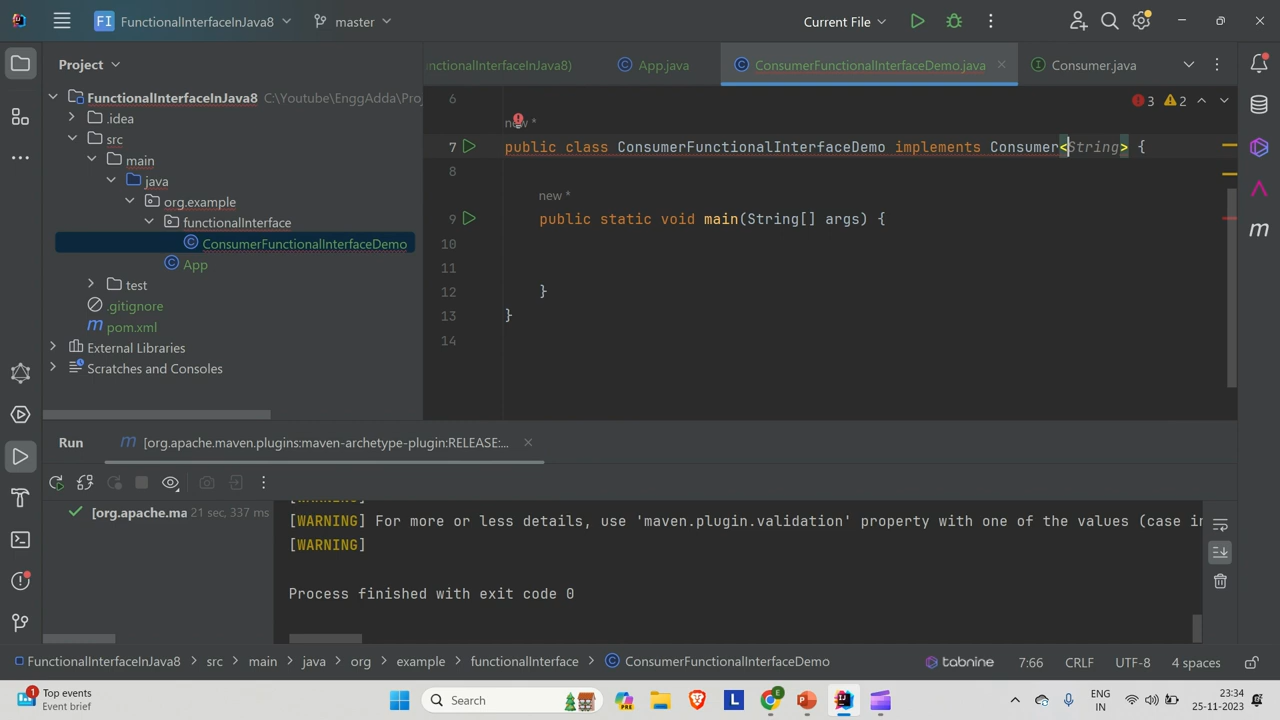 FI FunctionalInterfaceInJava8 master Current File
Project
nctionalInterfaceInJava8) App.java ConsumerFunctionalInterfaceDemo.java Consumer.java
FunctionalInterfaceInJava8 C:\Youtube\EnggAdda\Proj
.idea
src
main
java
org.example
functionalInterface
ConsumerFunctionalInterfaceDemo
App
test
.gitignore
m pom.xml
External Libraries
Scratches and Consoles
3 2
6
new *
7 public class ConsumerFunctionalInterfaceDemo implements Consumer<String> {
8
new *
9 public static void main(String[] args) {
10
11
12 }
13 }
14
Run m [org.apache.maven.plugins:maven-archetype-plugin:RELEASE:...
[org.apache.ma 21 sec, 337 ms
[WARNING] For more or less details, use 'maven.plugin.validation' property with one of the values (case in
[WARNING]
Process finished with exit code 0
FunctionalInterfaceInJava8 src main java org example functionalInterface ConsumerFunctionalInterfaceDemo tabnine 7:66 CRLF UTF-8 4 spaces
1 Top events
Event brief
Search
ENG
IN
23:34
25-11-2023